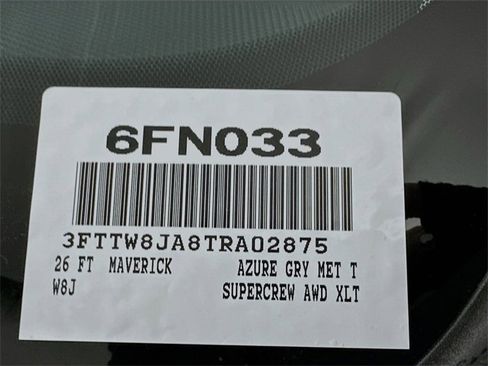 6FN033
3FTTW8JA8TRA02875
26 FT MAVERICK AZURE GRY MET T
W8J SUPERCREW AWD XLT